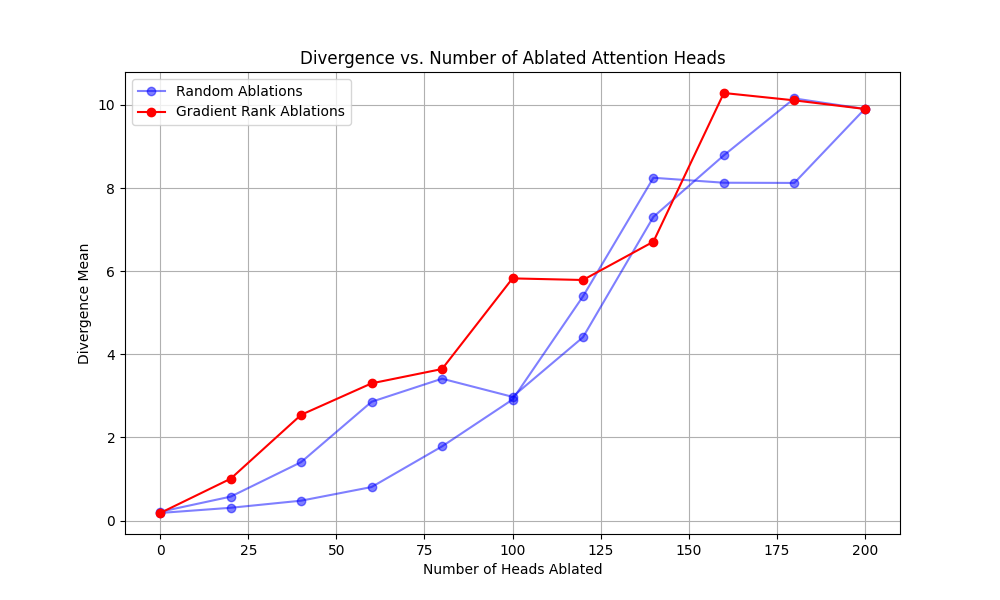 Divergence vs. Number of Ablated Attention Heads
Random Ablations
Gradient Rank Ablations
10
8
6
4
2
0
Divergence Mean
0 25 50 75 100 125 150 175 200
Number of Heads Ablated